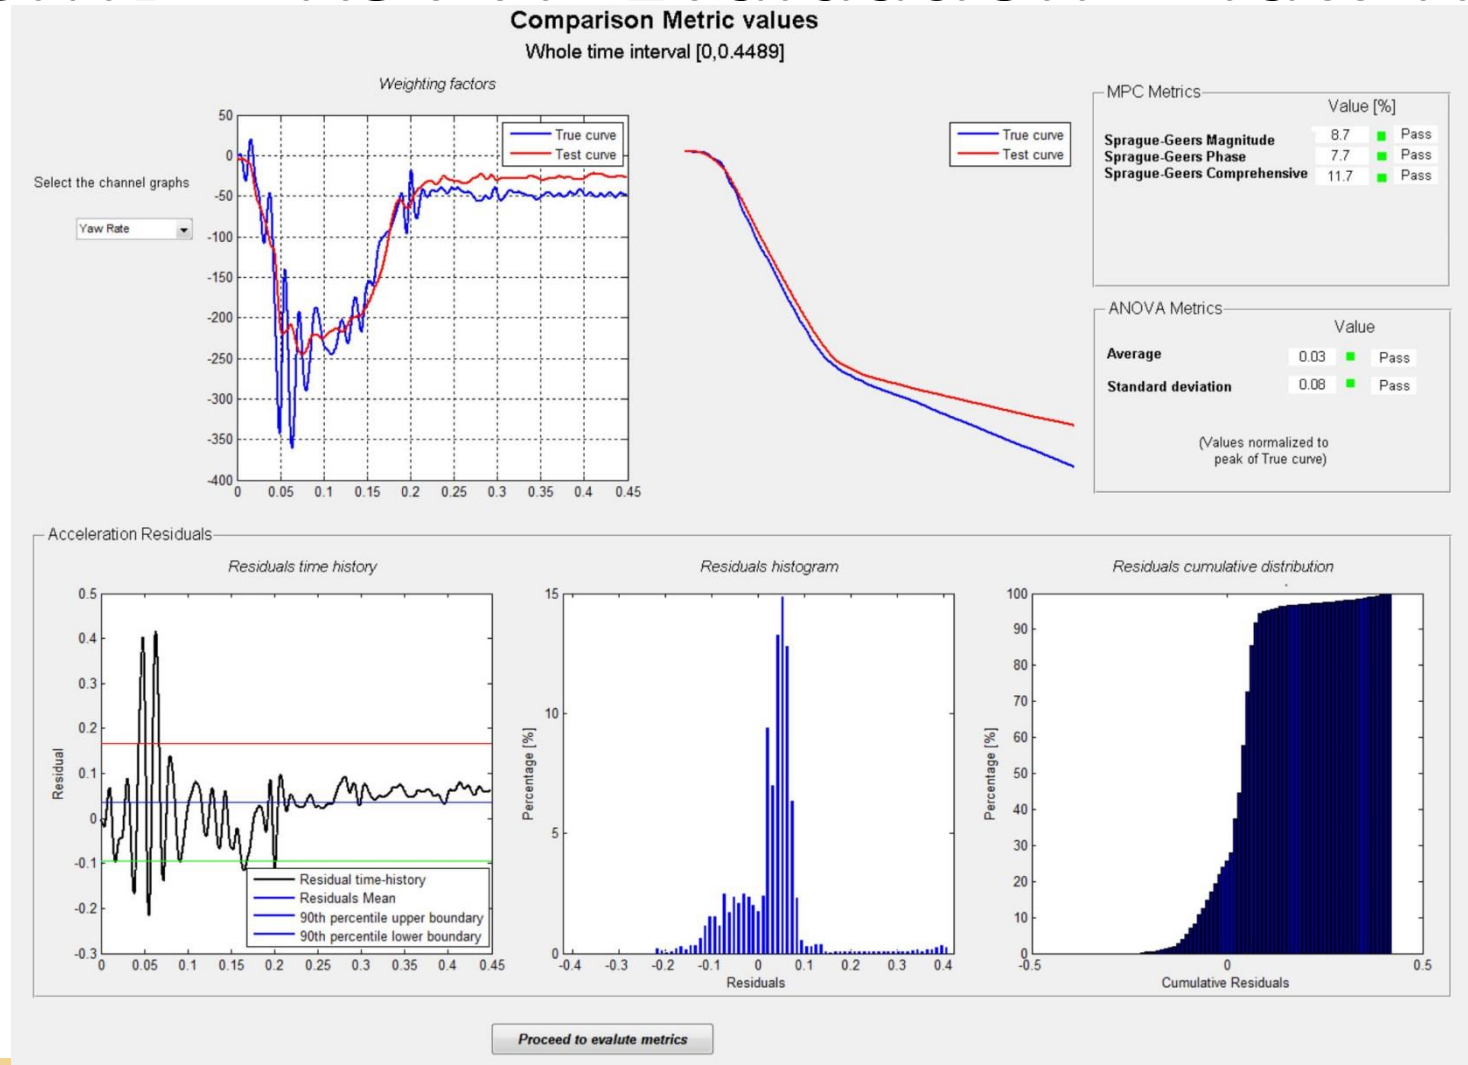 Comparison Metric values
Whole time interval [0,0.4489]
Weighting factors
Select the channel graphs
Yaw Rate
50
0
-50
-100
-150
-200
-250
-300
-350
-400
0 0.05 0.1 0.15 0.2 0.25 0.3 0.35 0.4 0.45
True curve
Test curve
True curve
Test curve
MPC Metrics
Value [%]
Sprague-Geers Magnitude 8.7 Pass
Sprague-Geers Phase 7.7 Pass
Sprague-Geers Comprehensive 11.7 Pass
ANOVA Metrics
Value
Average 0.03 Pass
Standard deviation 0.08 Pass
(Values normalized to
peak of True curve)
Acceleration Residuals
Residuals time history
Residual
0.5
0.4
0.3
0.2
0.1
0
-0.1
-0.2
-0.3
0 0.05 0.1 0.15 0.2 0.25 0.3 0.35 0.4 0.45
Residual time-history
Residuals Mean
90th percentile upper boundary
90th percentile lower boundary
Residuals histogram
Percentage [%]
15
10
5
0
-0.4 -0.3 -0.2 -0.1 0 0.1 0.2 0.3 0.4
Residuals
Residuals cumulative distribution
Percentage [%]
100
90
80
70
60
50
40
30
20
10
0
-0.5 0 0.5
Cumulative Residuals
Proceed to evalute metrics